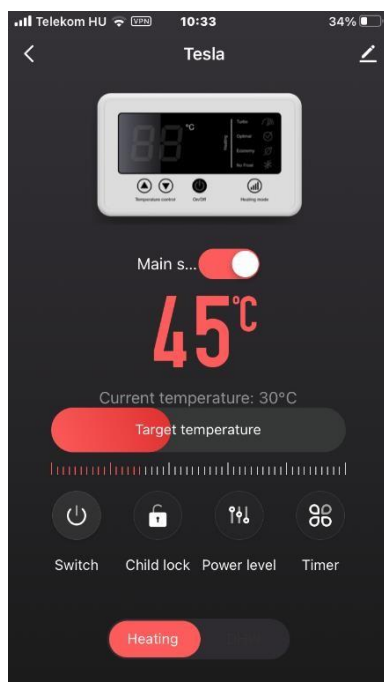 Telekom HU VPN 10:33 34%
Tesla
°C
Heating
Turbo
Optimal
Economy
No Frost
Temperature control On/Off Heating mode
Main s...
45°C
Current temperature: 30°C
Target temperature
Switch Child lock Power level Timer
Heating